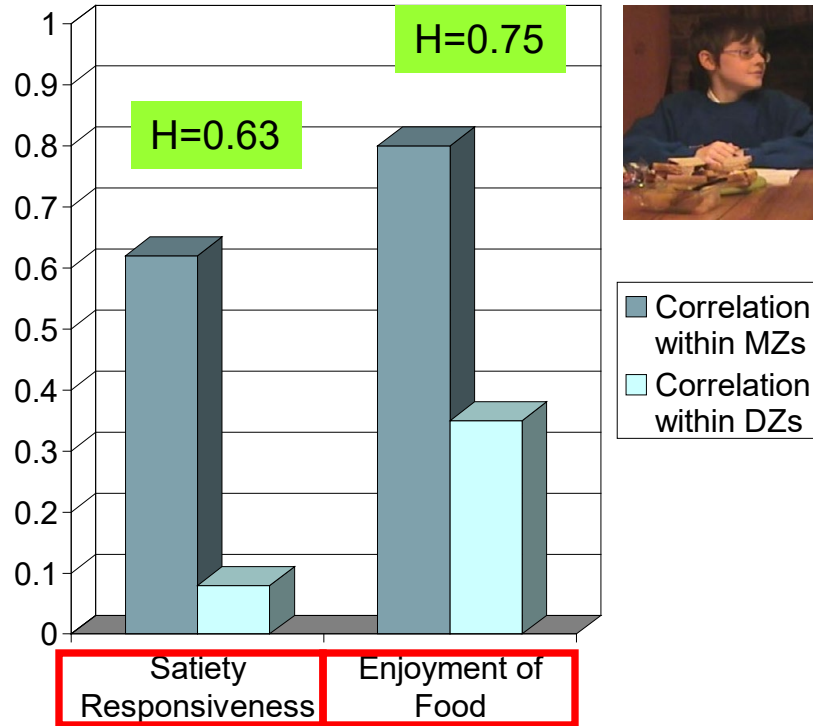 1
0.9
0.8
0.7
0.6
0.5
0.4
0.3
0.2
0.1
0
H=0.63
H=0.75
Correlation
within MZs
Correlation
within DZs
Satiety
Responsiveness
Enjoyment of
Food